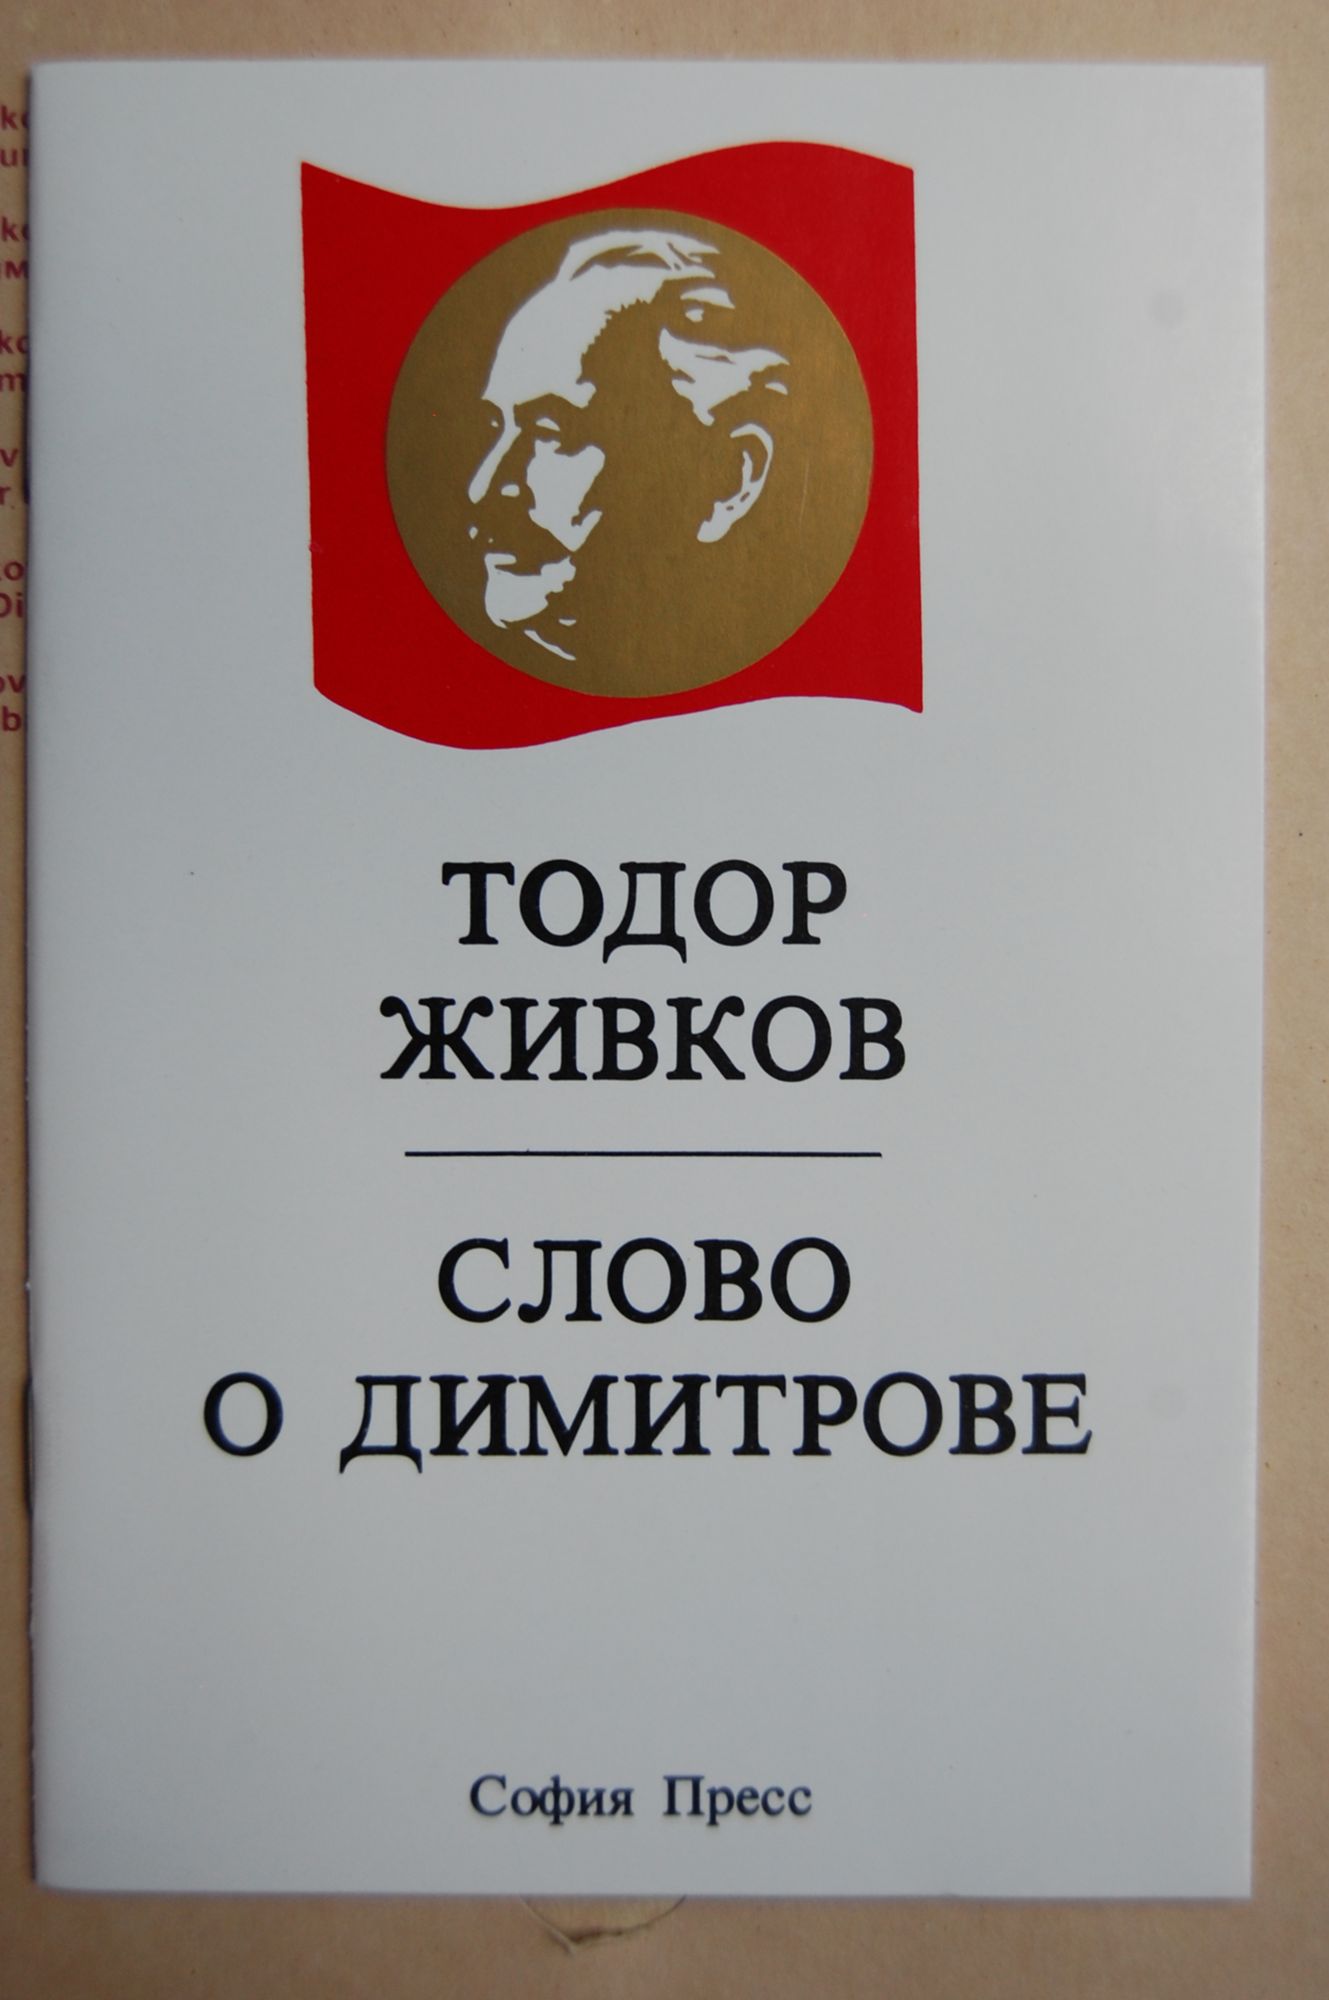 ТОДОР
ЖИВКОВ
СЛОВО
О ДИМИТРОВЕ
София Пресс